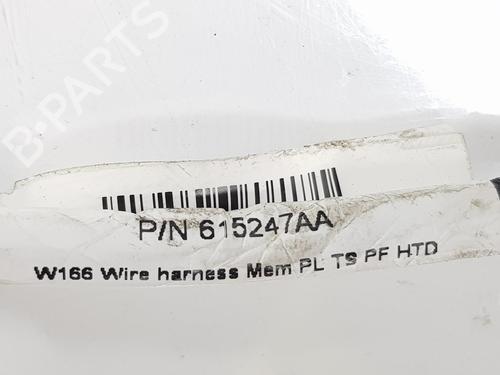 B-PARTS
P/N 615247AA
W166 Wire harness Mem PL TS PF HTD